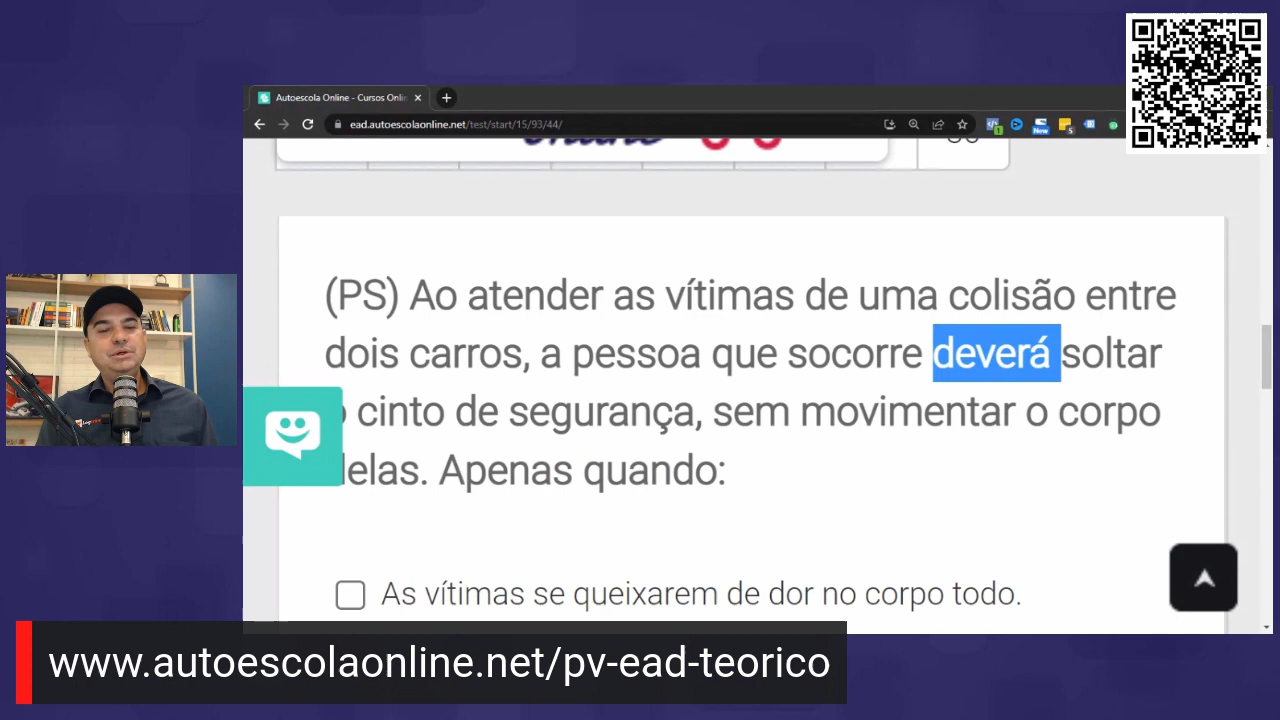 Autoescola Online - Cursos Onli
ead.autoescolaonline.net/test/start/15/93/44/
(PS) Ao atender as vítimas de uma colisão entre
dois carros, a pessoa que socorre deverá soltar
cinto de segurança, sem movimentar o corpo
delas. Apenas quando:
As vítimas se queixarem de dor no corpo todo.
www.autoescolaonline.net/pv-ead-teorico